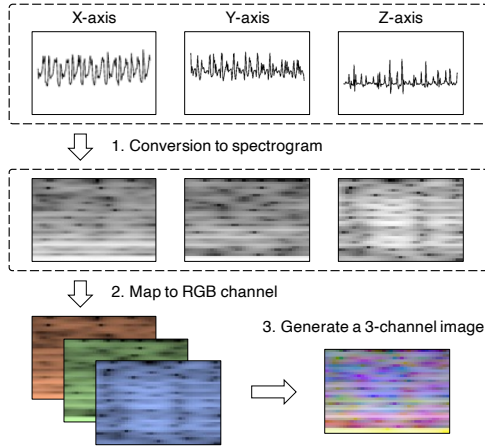 X-axis
Y-axis
Z-axis
1. Conversion to spectrogram
2. Map to RGB channel
3. Generate a 3-channel image